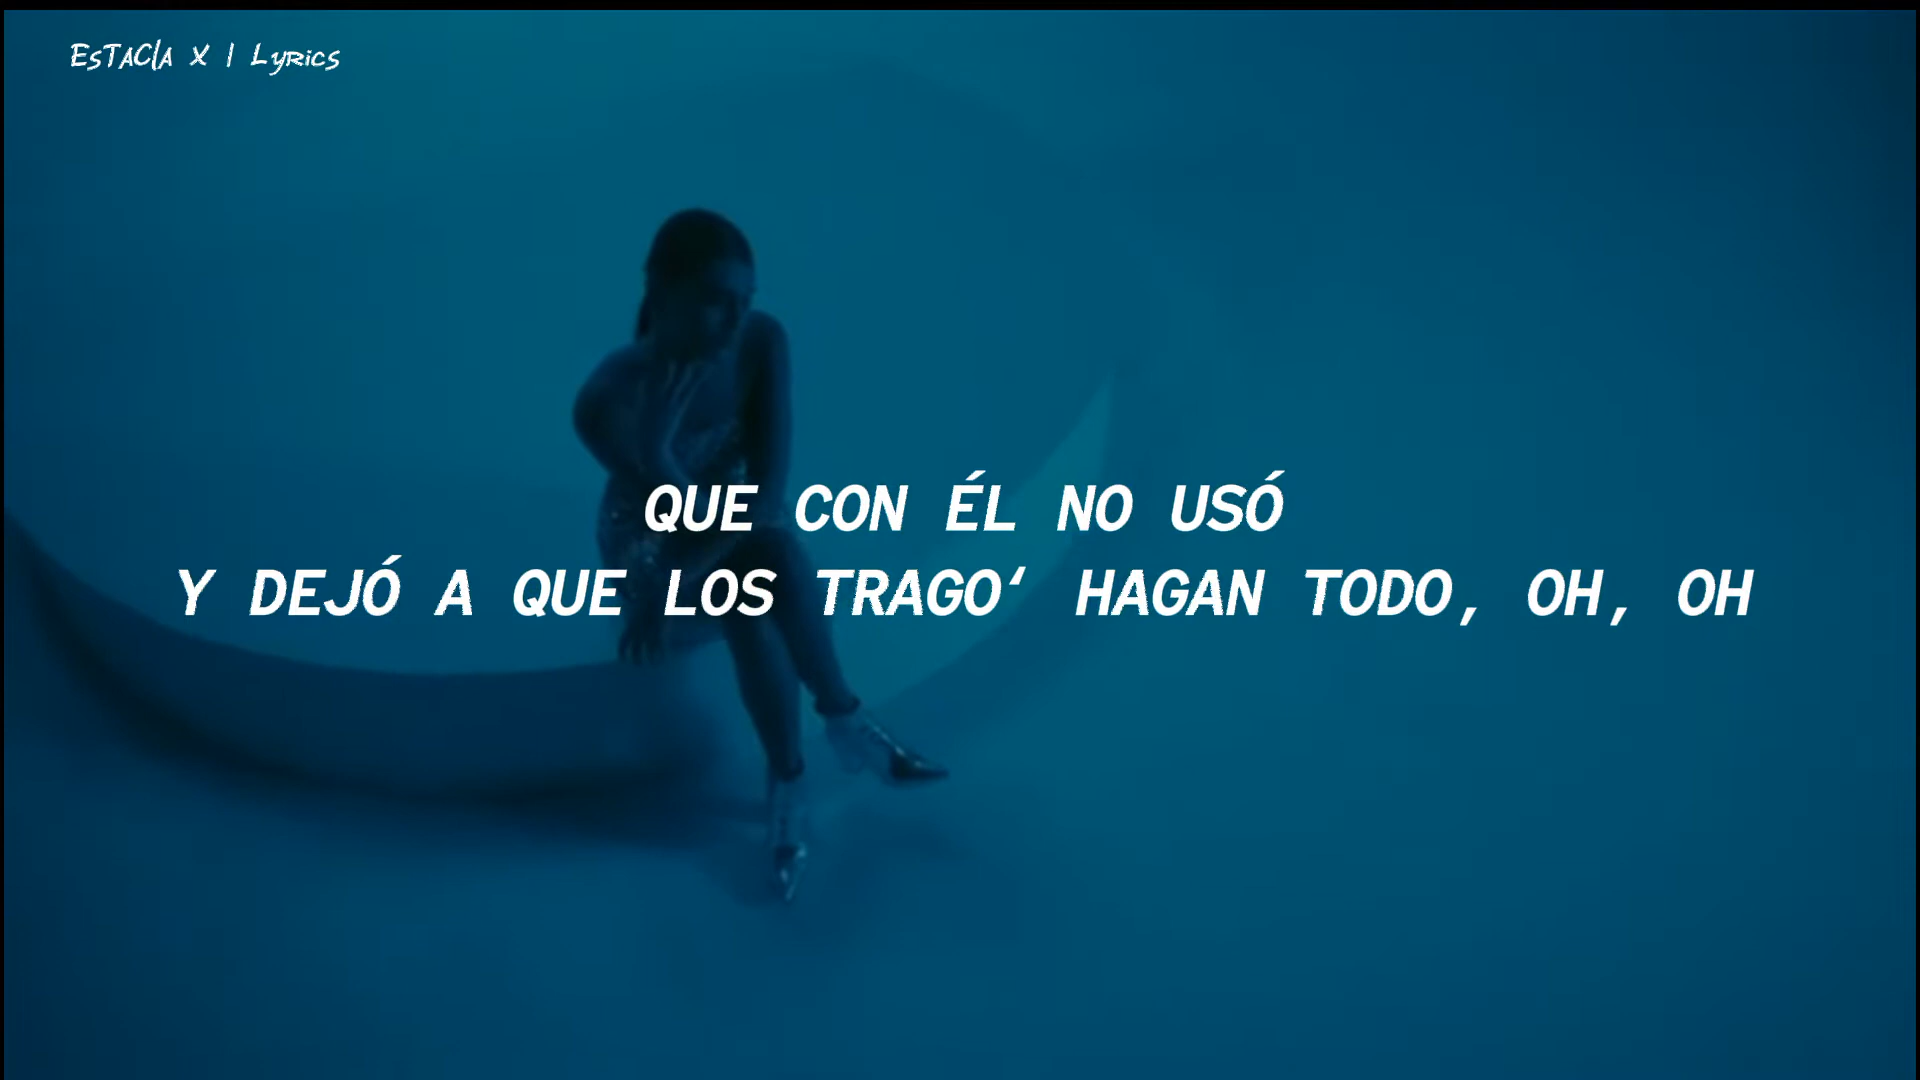 EsTACIA X | Lyrics
QUE CON ÉL NO USÓ
Y DEJÓ A QUE LOS TRAGO‘ HAGAN TODO, OH, OH